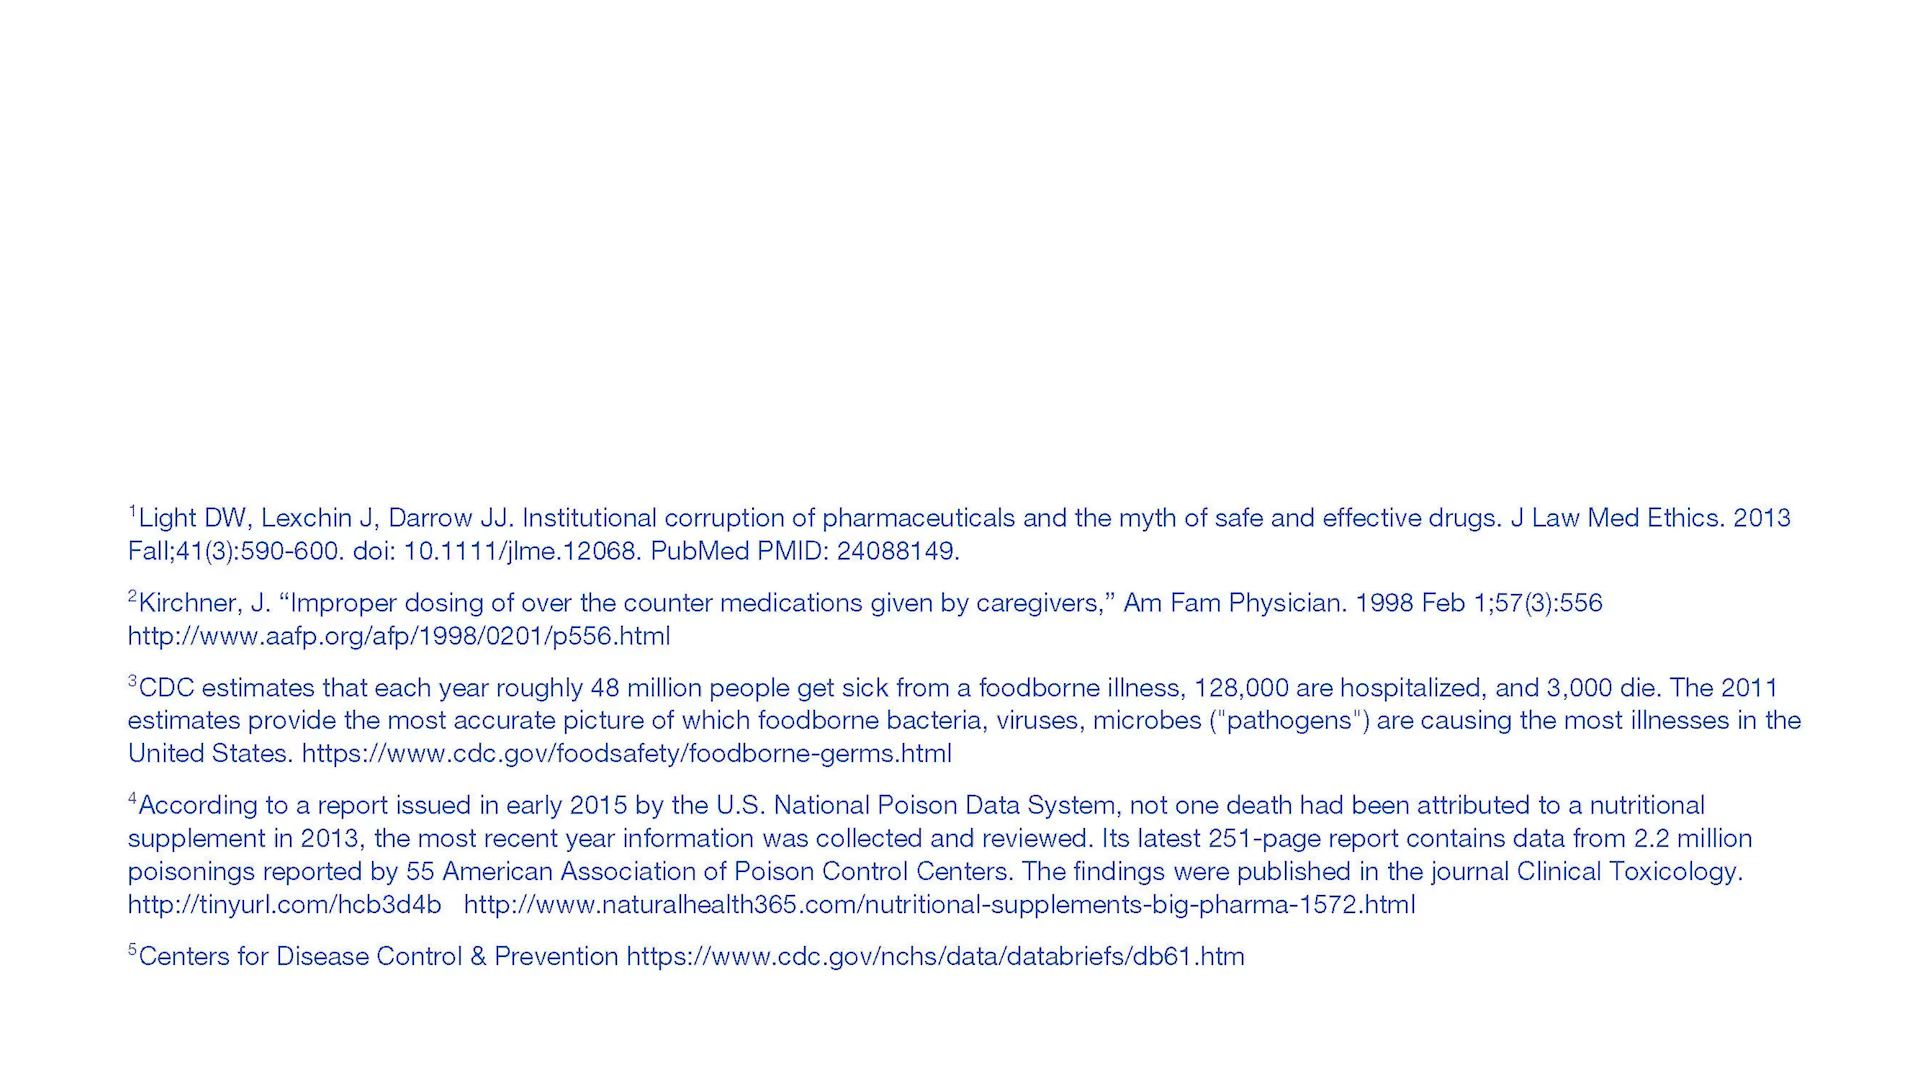 ¹Light DW, Lexchin J, Darrow JJ. Institutional corruption of pharmaceuticals and the myth of safe and effective drugs. J Law Med Ethics. 2013
Fall;41(3):590-600. doi: 10.1111/jlme.12068. PubMed PMID: 24088149.
²Kirchner, J. “Improper dosing of over the counter medications given by caregivers,” Am Fam Physician. 1998 Feb 1;57(3):556
http://www.aafp.org/afp/1998/0201/p556.html
³CDC estimates that each year roughly 48 million people get sick from a foodborne illness, 128,000 are hospitalized, and 3,000 die. The 2011
estimates provide the most accurate picture of which foodborne bacteria, viruses, microbes ("pathogens") are causing the most illnesses in the
United States. https://www.cdc.gov/foodsafety/foodborne-germs.html
⁴According to a report issued in early 2015 by the U.S. National Poison Data System, not one death had been attributed to a nutritional
supplement in 2013, the most recent year information was collected and reviewed. Its latest 251-page report contains data from 2.2 million
poisonings reported by 55 American Association of Poison Control Centers. The findings were published in the journal Clinical Toxicology.
http://tinyurl.com/hcb3d4b http://www.naturalhealth365.com/nutritional-supplements-big-pharma-1572.html
⁵Centers for Disease Control & Prevention https://www.cdc.gov/nchs/data/databriefs/db61.htm